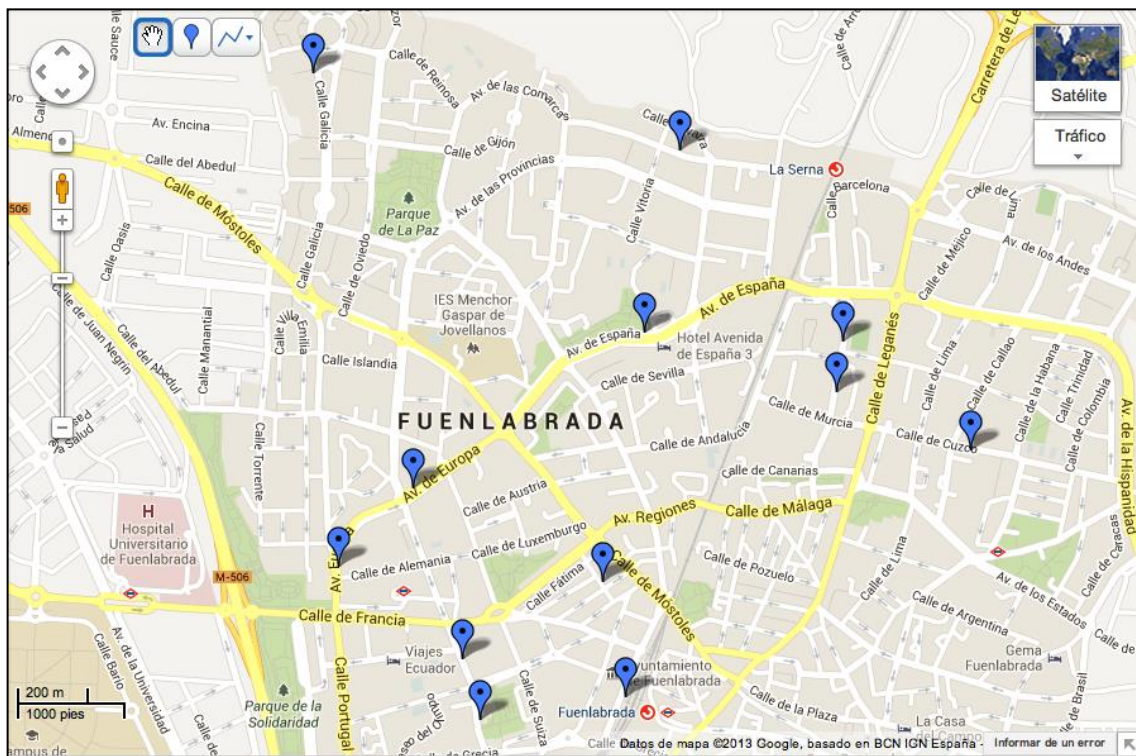 Calle Sauce
Calle Galicia
Calle de Reinosa
Av. de las Comarcas
Carretera de Le
Satélite
Tráfico
Av. Encina
Almen
Calle del Abedul
Calle de Gijón
Av. de las Provincias
La Serna
Calle Barcelona
Calle de Lima
506
Calle de Móstoles
Parque
de La Paz
Calle Vitoria
Calle Oasis
Calle Galicia
Calle de Oviedo
Calle de Méjico
Av. de los Andes
Av. de España
IES Menchor
Gaspar de
Jovellanos
Calle de Juan Negrín
Calle del Abedul
Calle Manantial
Calle Villa
Emilia
Calle Islandia
Av. de España
Hotel Avenida
de España 3
Calle de Sevilla
Calle de Leganés
Calle de Lima
Calle de Callao
Calle de la Habana
Calle Trinidad
Calle de Colombia
FUENLABRADA
Calle de Murcia
Calle de Cuzco
Av. de la Hispanidad
Calle de Andalucía
Calle Torrente
Av. de Europa
Calle de Canarias
Calle de Austria
Av. Regiones
Calle de Málaga
H
Hospital
Universitario
de Fuenlabrada
Calle de Luxemburgo
Calle de Alemania
Calle Fátima
Calle de Móstoles
Calle de Pozuelo
Calle de Lima
M-506
Av. de los Estados
Calle de Francia
Calle de Argentina
Av. de la Universidad
Calle Bario
Viajes
Ecuador
Calle Portugal
Ayuntamiento
de Fuenlabrada
Gema
Fuenlabrada
200 m
1000 pies
Parque de la
Solidaridad
Calle de Suiza
Fuenlabrada
Calle de la Plaza
Calle de Brasil
La Casa
del Campo
Datos de mapa ©2013 Google, basado en BCN IGN España -
Informar de un error